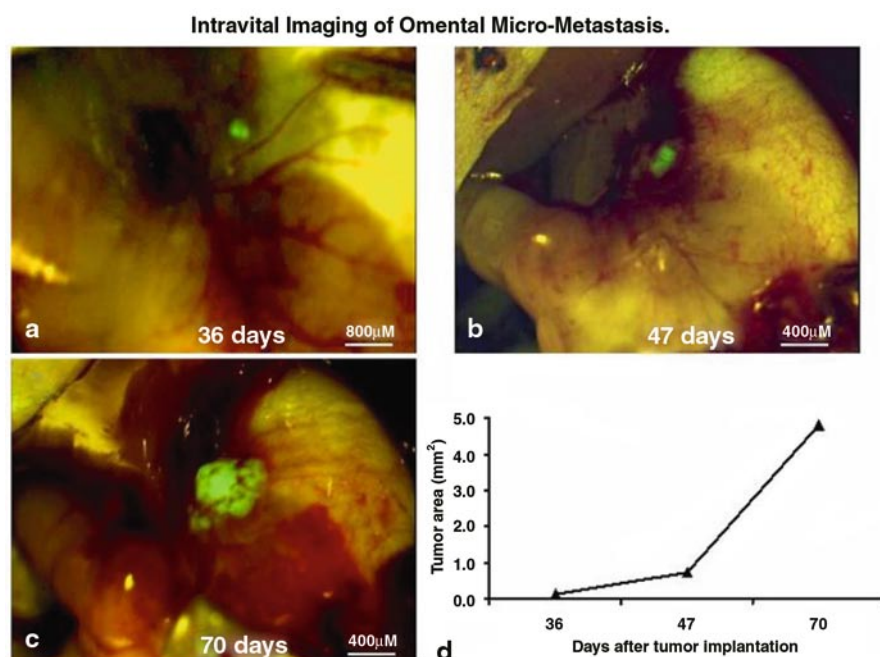 Intravital Imaging of Omental Micro-Metastasis.
a
36 days
800μM
b
47 days
400μM
c
70 days
400μM
d
Tumor area (mm²)
5.0
4.0
3.0
2.0
1.0
0.0
36
47
70
Days after tumor implantation